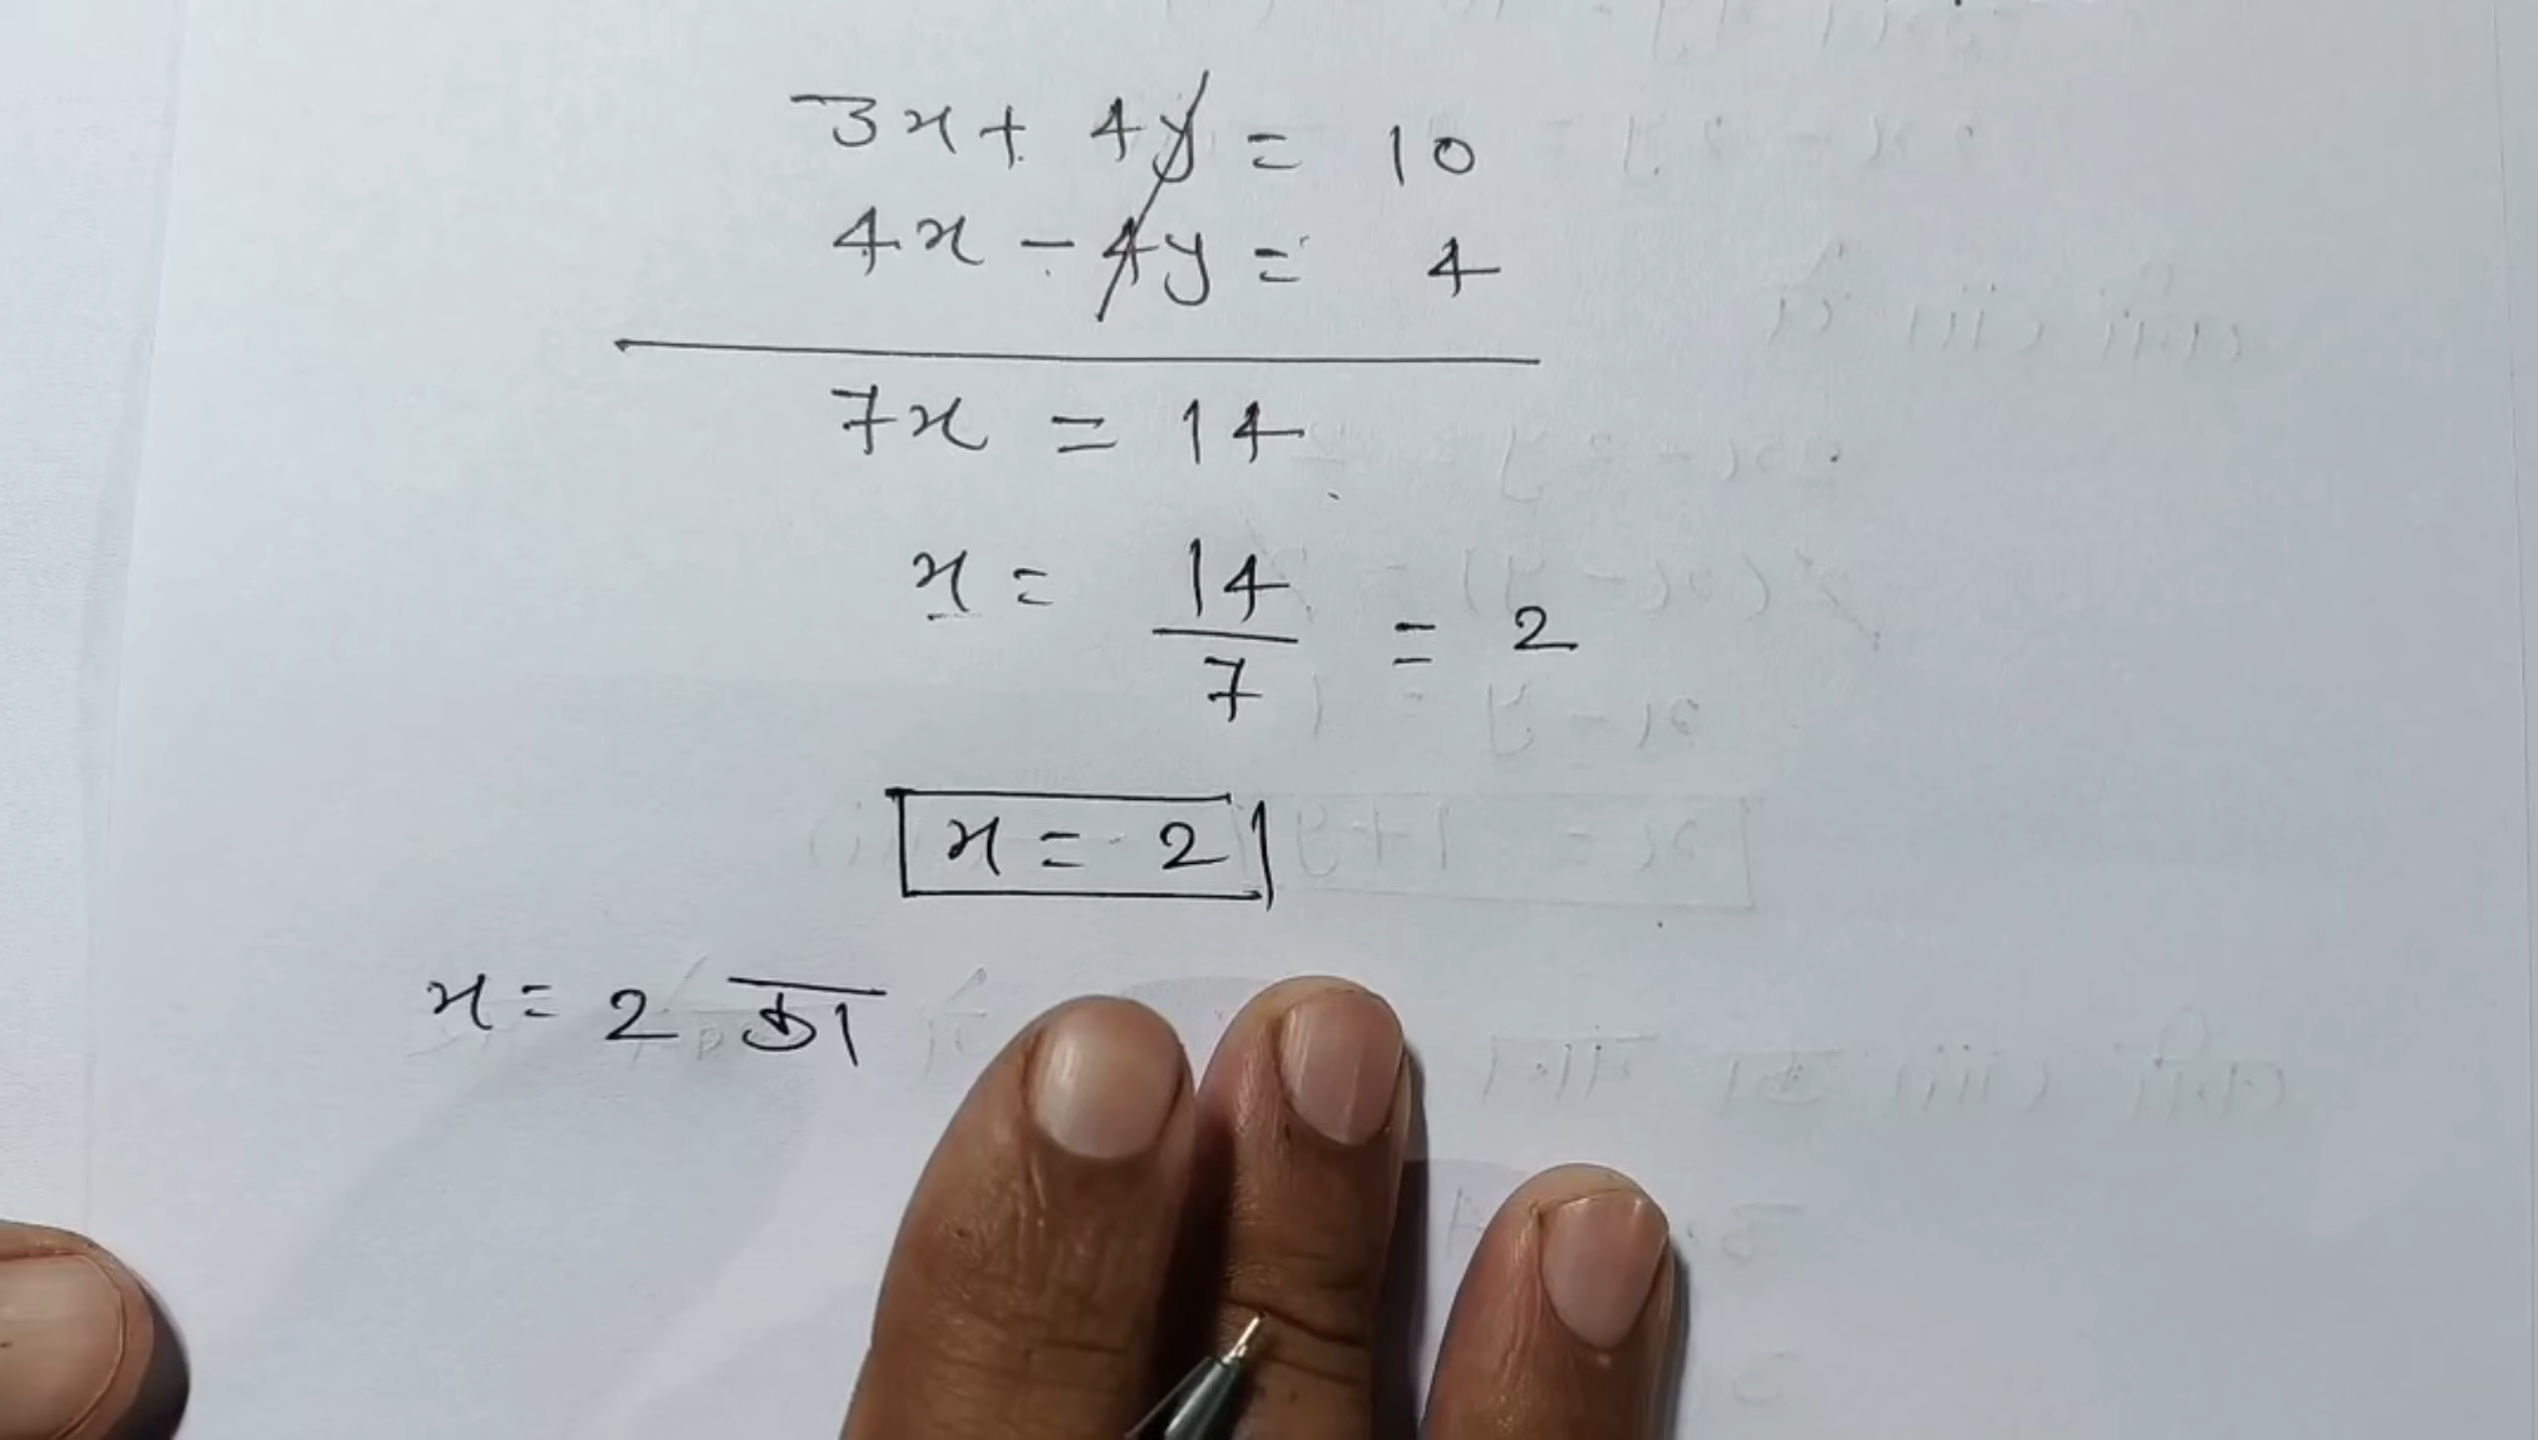 3x + 4y = 10
4x - 4y = 4
7x = 14
x = 14/7 = 2
x = 2
x = 2 का